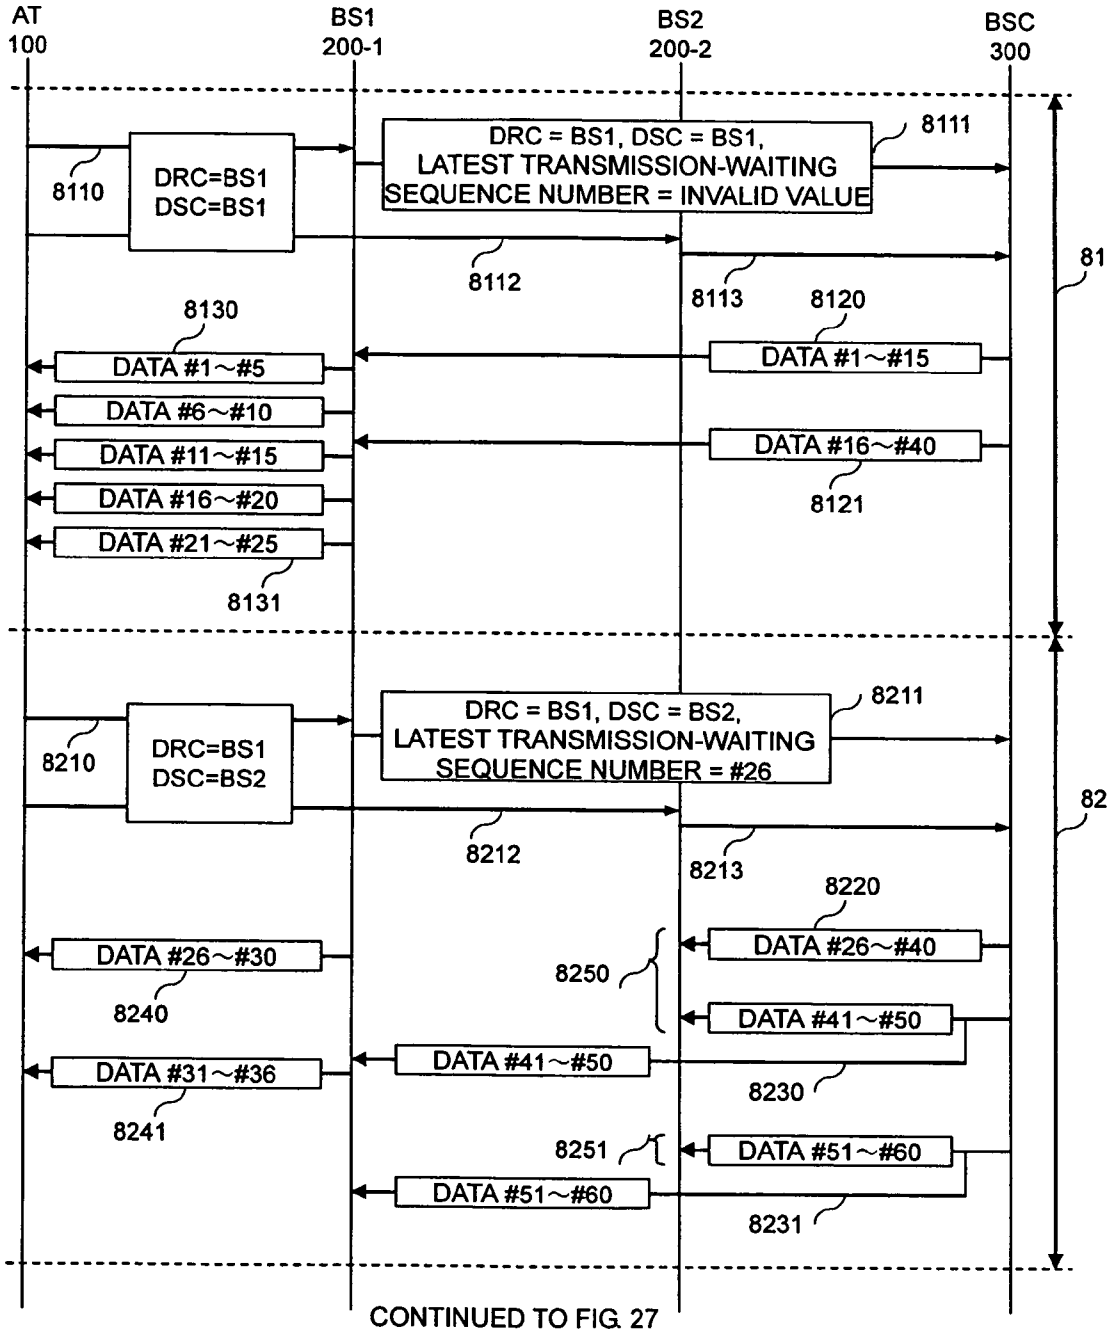 AT
100
BS1
200-1
BS2
200-2
BSC
300
8110
DRC=BS1
DSC=BS1
DRC = BS1, DSC = BS1,
LATEST TRANSMISSION-WAITING
SEQUENCE NUMBER = INVALID VALUE
8111
8112
8113
81
8130
8120
DATA #1~#5
DATA #1~#15
DATA #6~#10
DATA #11~#15
DATA #16~#40
8121
DATA #16~#20
DATA #21~#25
8131
8210
DRC=BS1
DSC=BS2
DRC = BS1, DSC = BS2,
LATEST TRANSMISSION-WAITING
SEQUENCE NUMBER = #26
8211
8212
8213
82
8220
DATA #26~#30
8240
8250
DATA #26~#40
DATA #41~#50
DATA #41~#50
8230
DATA #31~#36
8241
8251
DATA #51~#60
DATA #51~#60
8231
CONTINUED TO FIG. 27